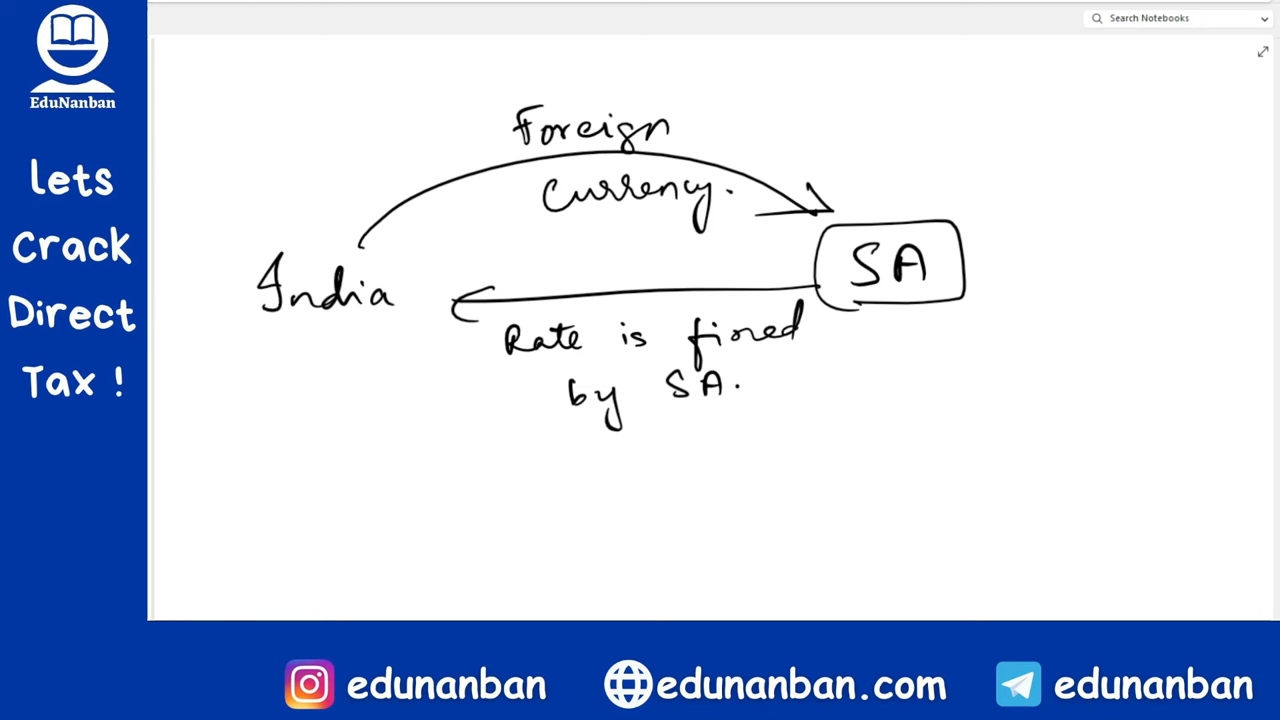 Search Notebooks
EduNanban
Lets
Crack
Direct
Tax !
Foreign
Currency.
India
SA
Rate is fixed
by SA.
edunanban
edunanban.com
edunanban